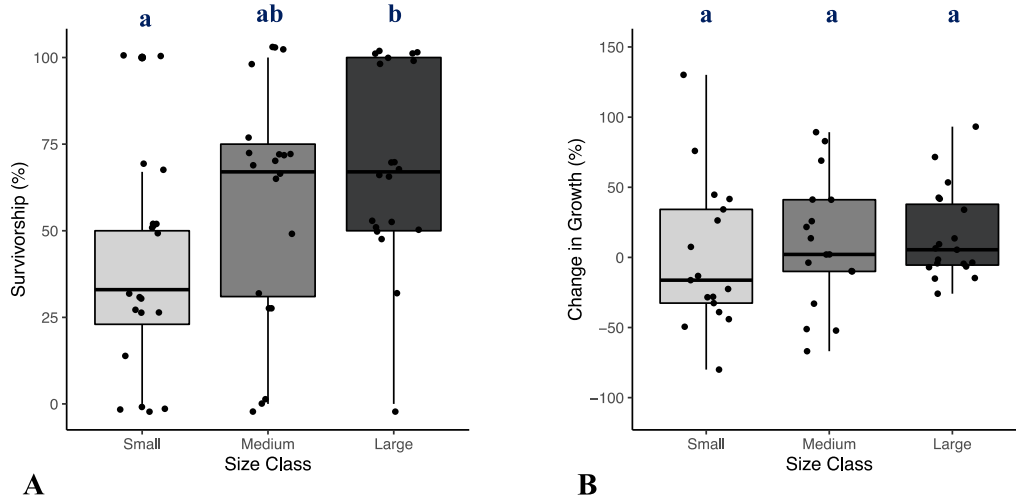 a ab b
100
75
50
25
0
Survivorship (%)
Small Medium Large
Size Class
A
a a a
150
100
50
0
−50
−100
Change in Growth (%)
Small Medium Large
Size Class
B